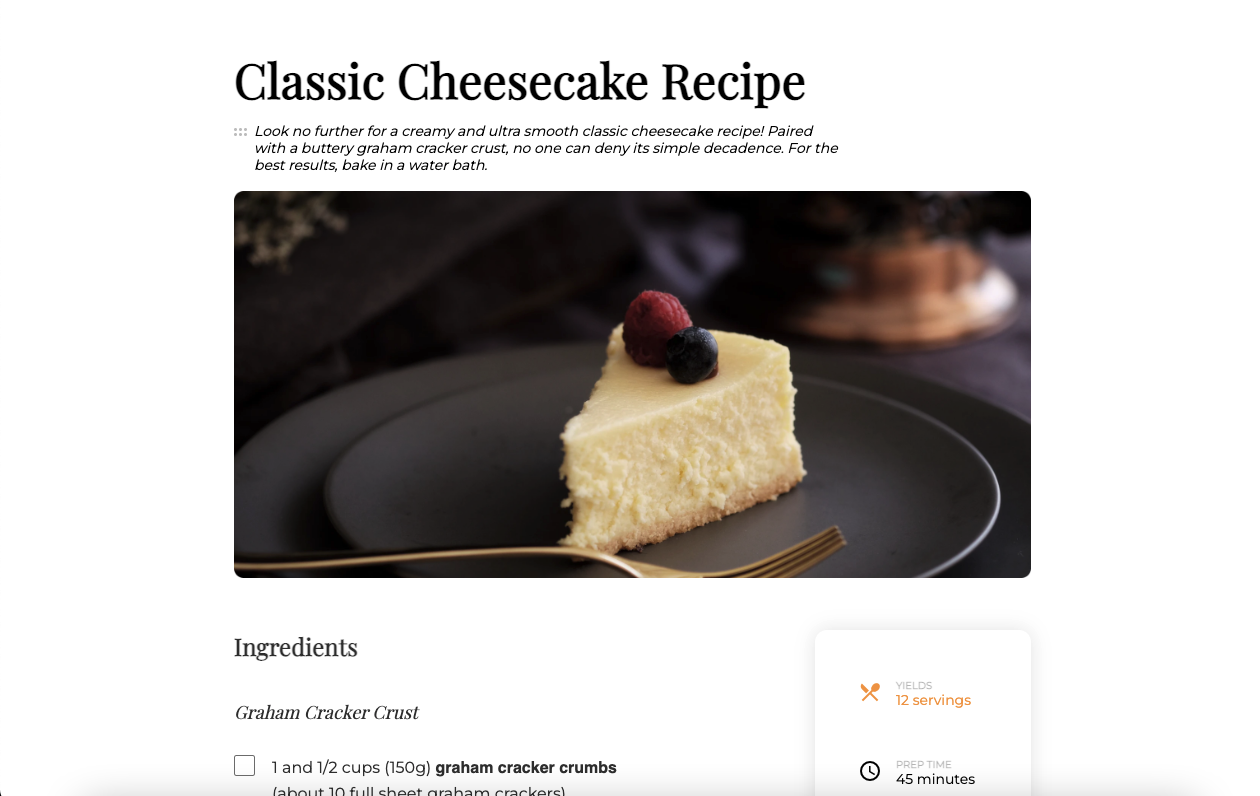 Classic Cheesecake Recipe
Look no further for a creamy and ultra smooth classic cheesecake recipe! Paired
with a buttery graham cracker crust, no one can deny its simple decadence. For the
best results, bake in a water bath.
Ingredients
Graham Cracker Crust
1 and 1/2 cups (150g) graham cracker crumbs
(about 10 full sheet graham crackers)
YIELDS
12 servings
PREP TIME
45 minutes